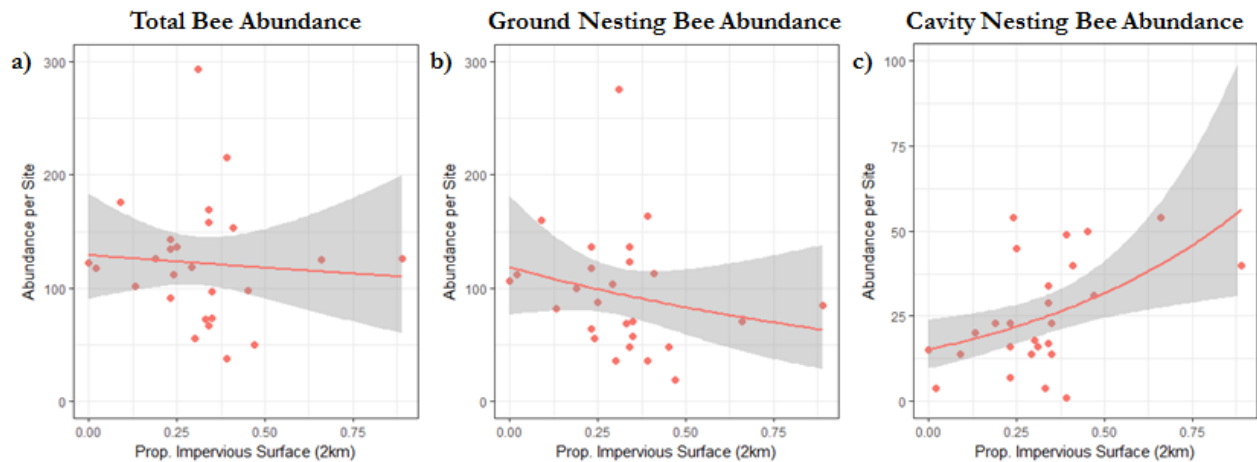 Total Bee Abundance
Ground Nesting Bee Abundance
Cavity Nesting Bee Abundance
a)
b)
c)
Abundance per Site
300
200
100
0
0.00
0.25
0.50
0.75
Prop. Impervious Surface (2km)
Abundance per Site
300
200
100
0
0.00
0.25
0.50
0.75
Prop. Impervious Surface (2km)
Abundance per Site
100
75
50
25
0
0.00
0.25
0.50
0.75
Prop. Impervious Surface (2km)